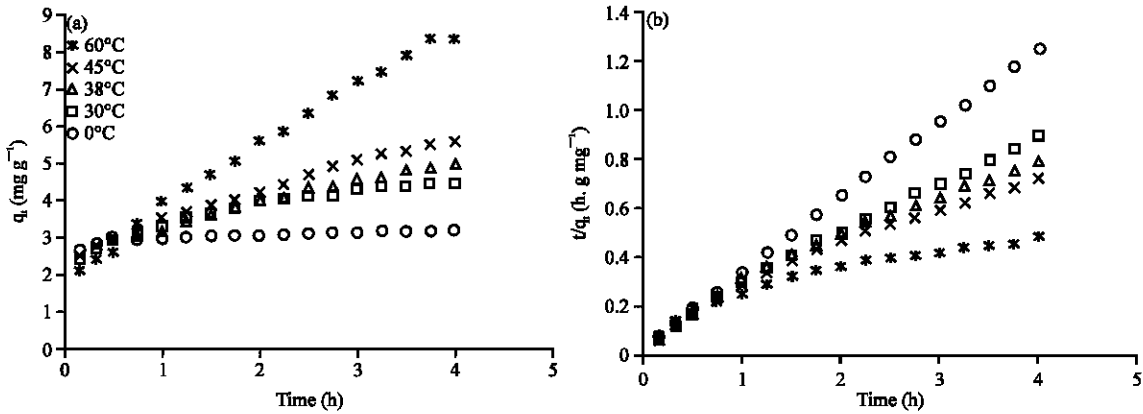 (a)
60°C
45°C
38°C
30°C
0°C
9
8
7
6
5
4
3
2
1
0
q_t (mg g⁻¹)
0 1 2 3 4 5
Time (h)
(b)
1.4
1.2
1.0
0.8
0.6
0.4
0.2
0
t/q_t (h. g mg⁻¹)
0 1 2 3 4 5
Time (h)